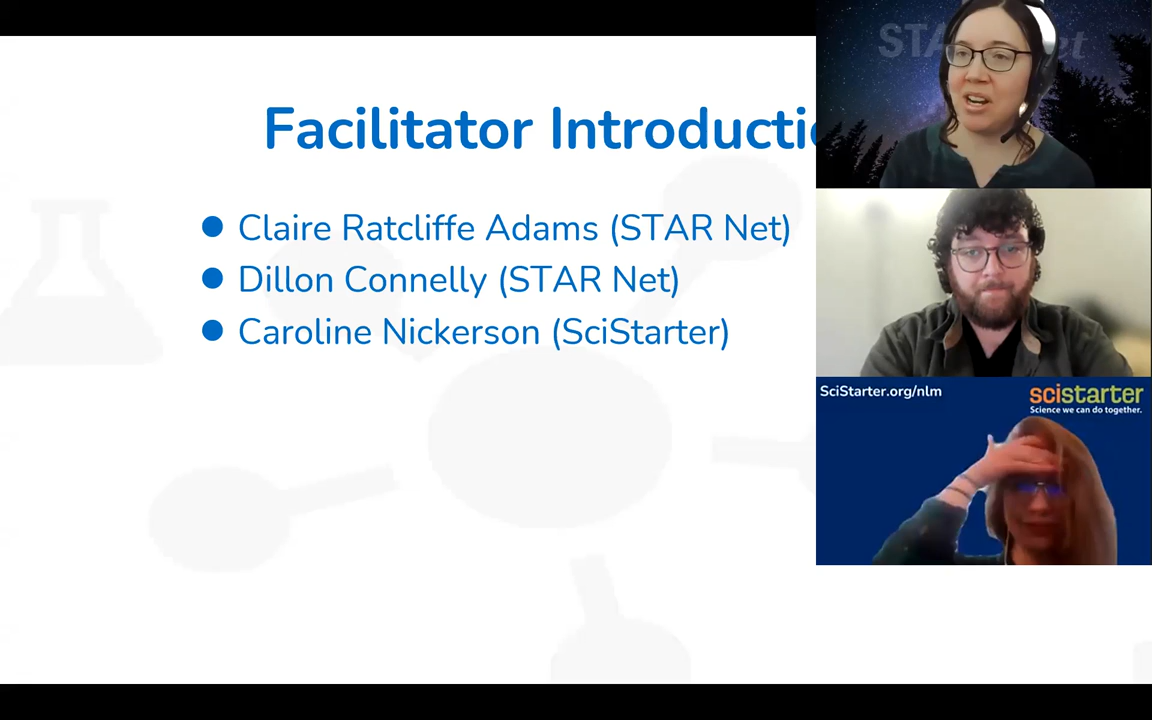 Facilitator Introductio
● Claire Ratcliffe Adams (STAR Net)
● Dillon Connelly (STAR Net)
● Caroline Nickerson (SciStarter)
SciStarter.org/nlm
scistarter
Science we can do together.